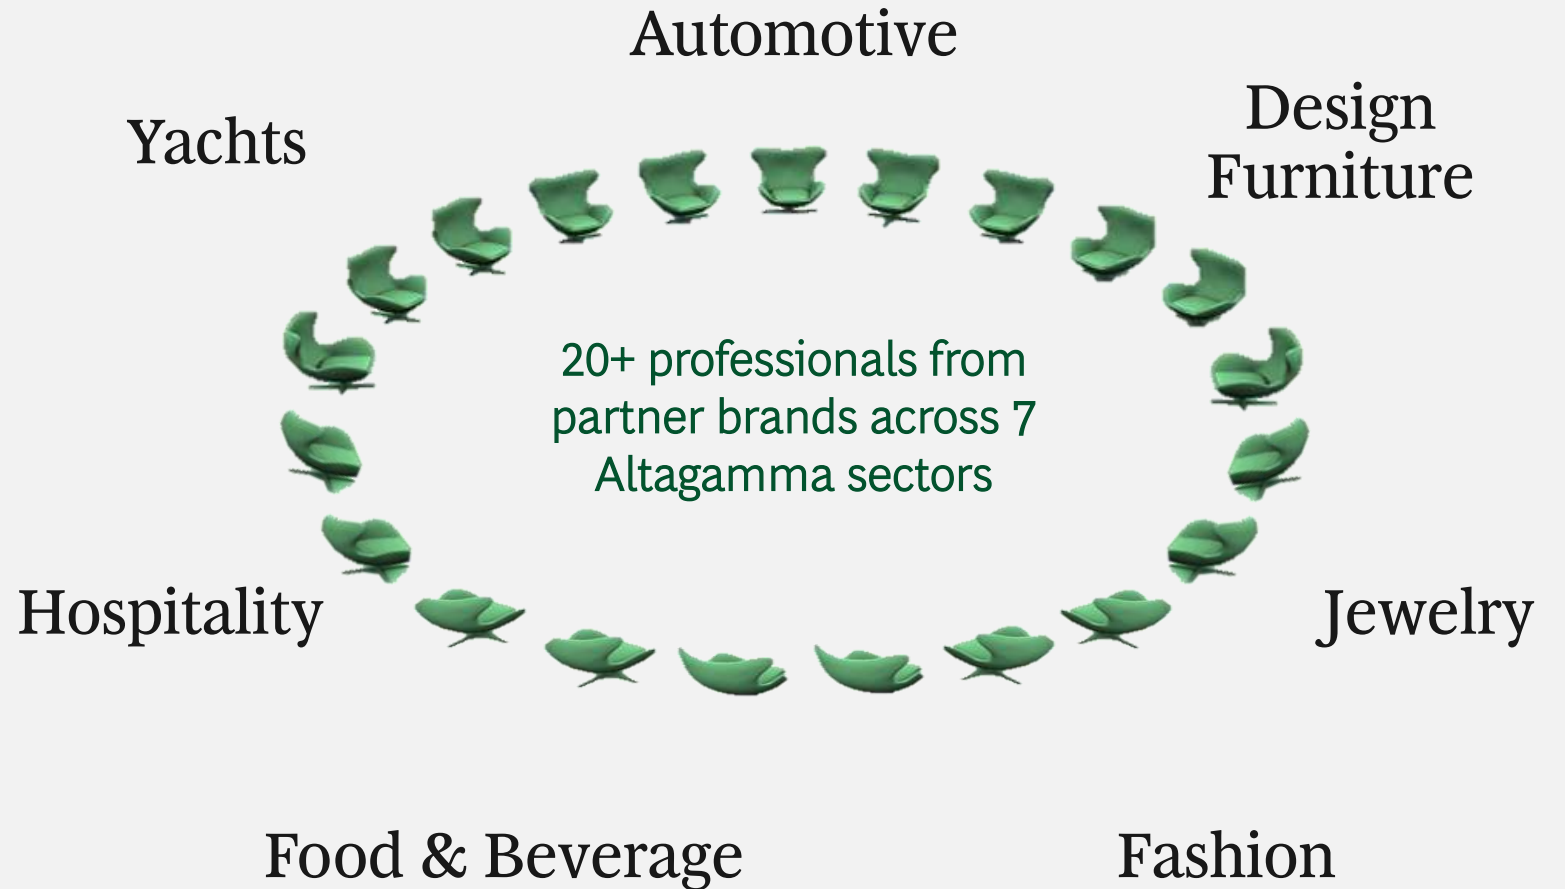 Automotive
Yachts
Design
Furniture
20+ professionals from
partner brands across 7
Altagamma sectors
Hospitality
Jewelry
Food & Beverage
Fashion